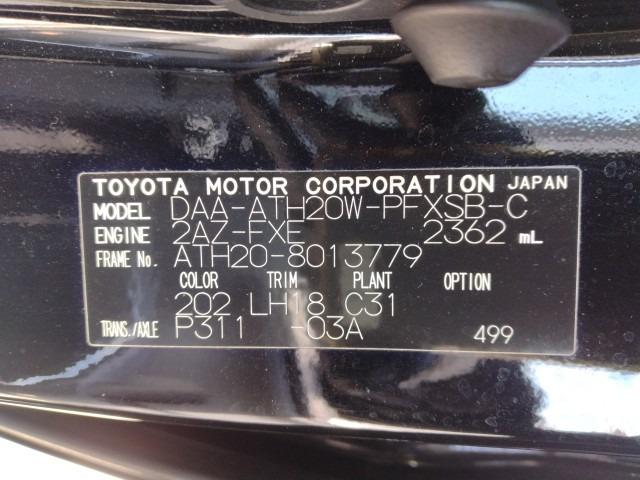 TOYOTA MOTOR CORPORATION JAPAN
MODEL DAA-ATH20W-PFXSB-C
ENGINE 2AZ-FXE 2362 mL
FRAME No. ATH20-8013779
COLOR TRIM PLANT OPTION
202 LH18 C31
TRANS./AXLE P311 -03A 499